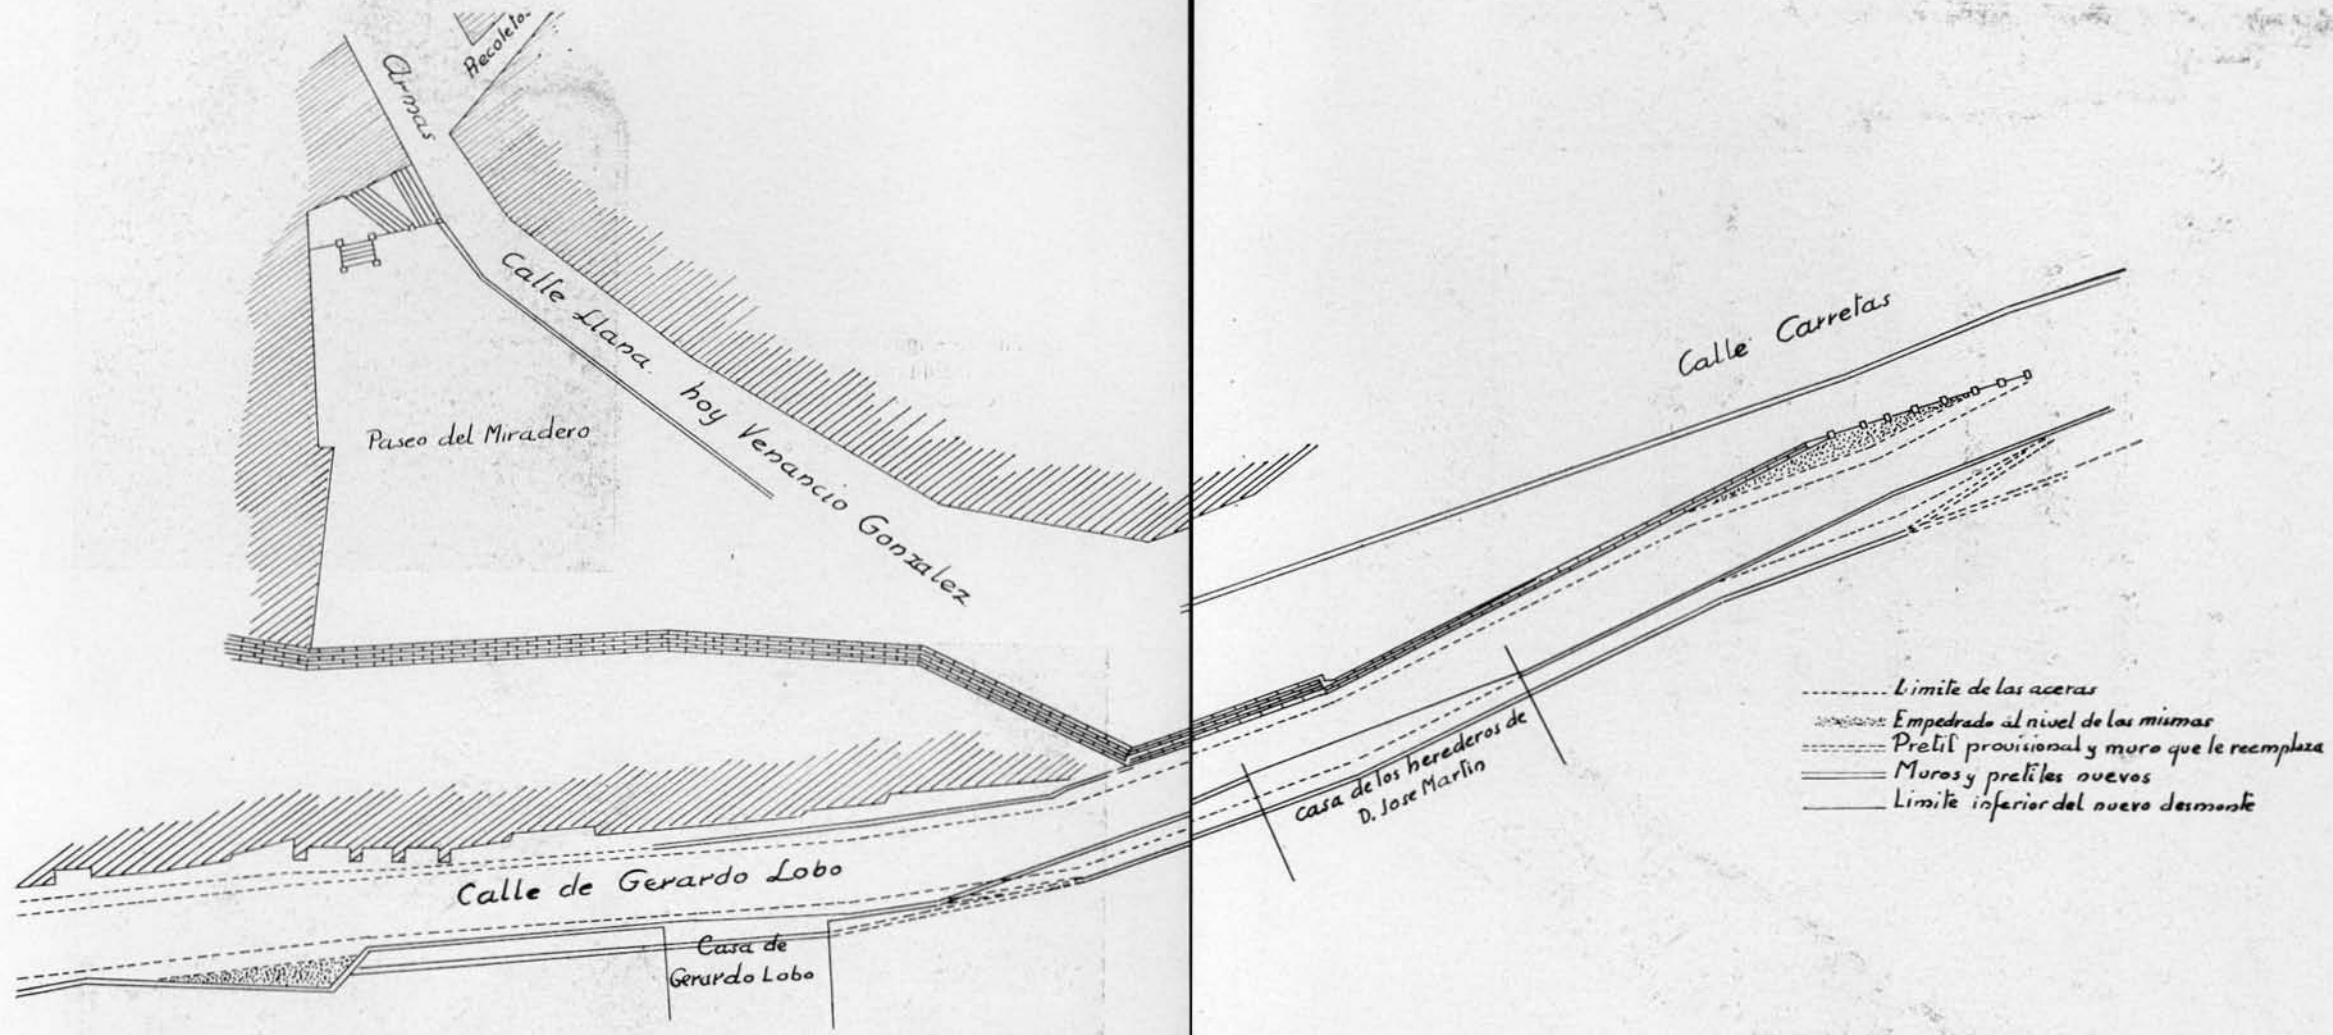 Armas
Recoletos
Calle Llana. hoy Venancio Gonzalez
Paseo del Miradero
Calle Carretas
Calle de Gerardo Lobo
Casa de
Gerardo Lobo
casa de los herederos de
D. Jose Martin
Limite de las aceras
Empedrado al nivel de las mismas
Pretil provisional y muro que le reemplaza
Muros y pretiles nuevos
Limite inferior del nuevo desmonte